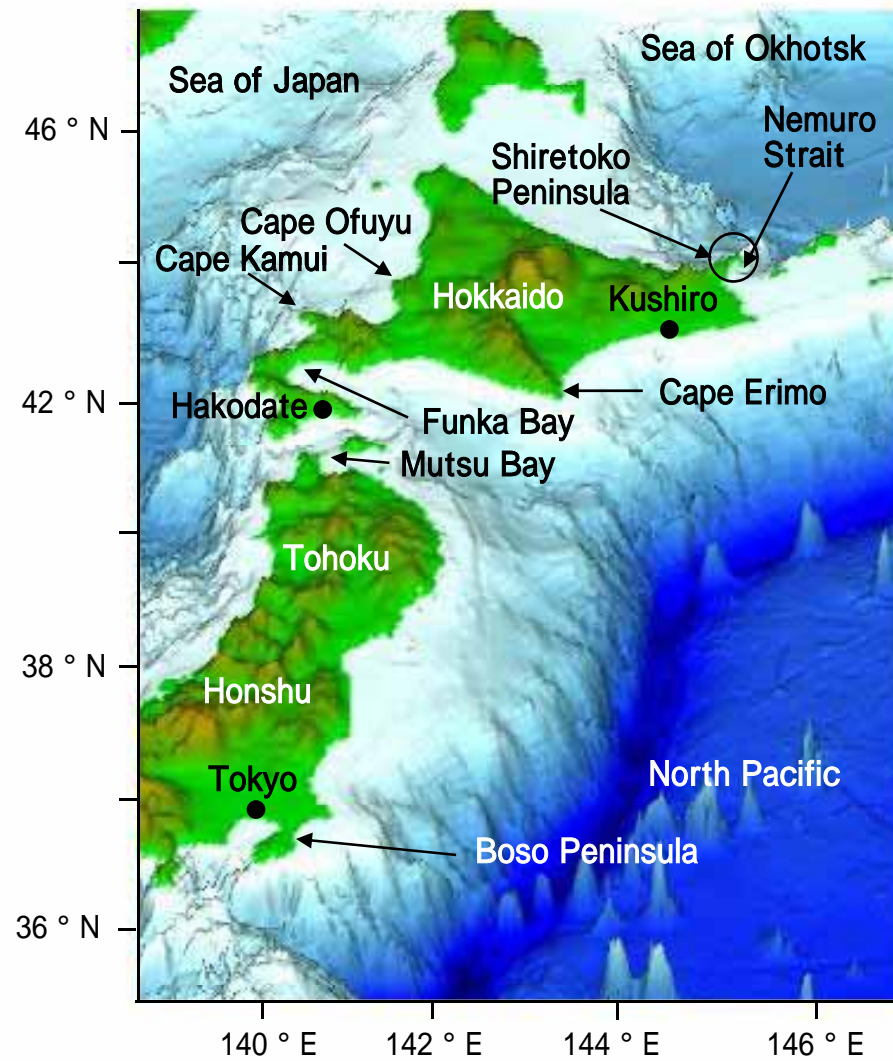 Sea of Okhotsk
Sea of Japan
46 ° N
Nemuro
Strait
Shiretoko
Peninsula
Cape Ofuyu
Cape Kamui
Hokkaido
Kushiro
42 ° N
Hakodate
Cape Erimo
Funka Bay
Mutsu Bay
Tohoku
38 ° N
Honshu
Tokyo
North Pacific
Boso Peninsula
36 ° N
140 ° E
142 ° E
144 ° E
146 ° E